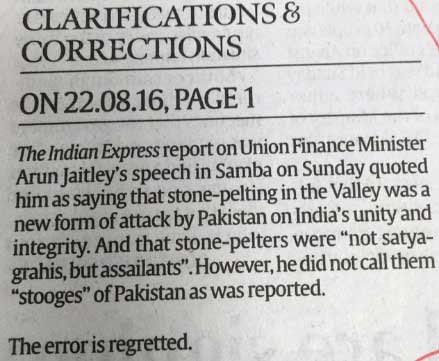 CLARIFICATIONS &
CORRECTIONS
ON 22.08.16, PAGE 1
The Indian Express report on Union Finance Minister
Arun Jaitley's speech in Samba on Sunday quoted
him as saying that stone-pelting in the Valley was a
new form of attack by Pakistan on India's unity and
integrity. And that stone-pelters were "not satya-
grahis, but assailants". However, he did not call them
"stooges" of Pakistan as was reported.
The error is regretted.